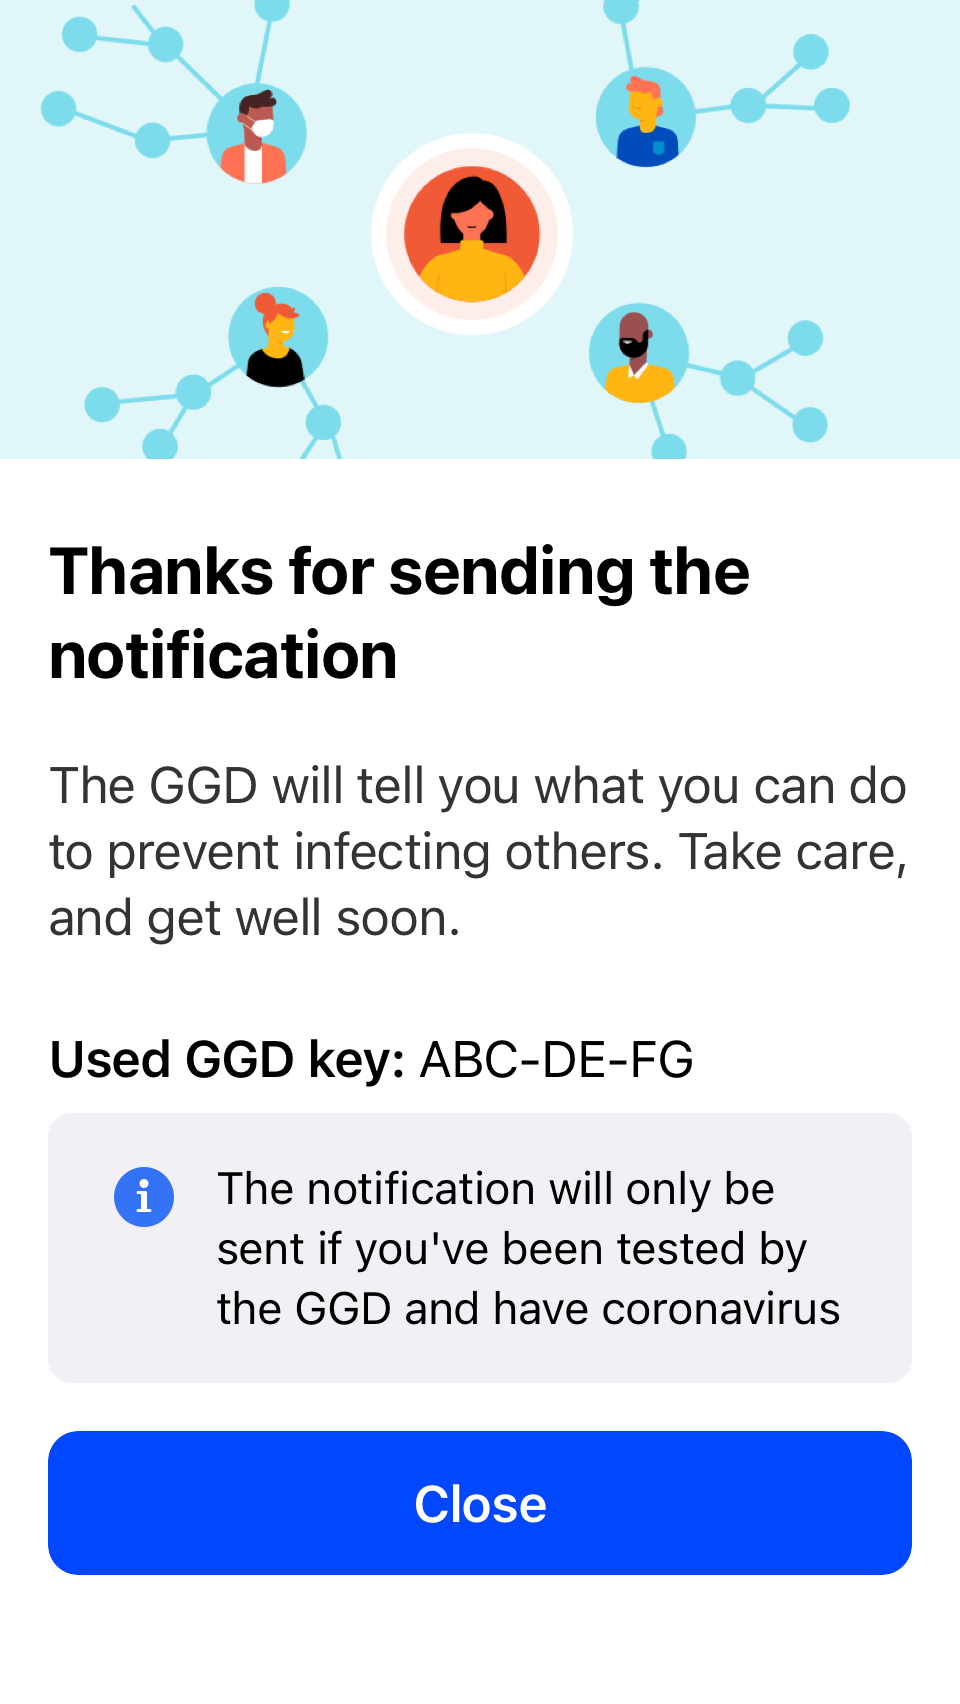 Thanks for sending the
notification
The GGD will tell you what you can do
to prevent infecting others. Take care,
and get well soon.
Used GGD key: ABC-DE-FG
The notification will only be
sent if you've been tested by
the GGD and have coronavirus
Close